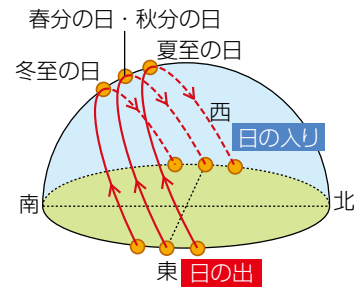 春分の日・秋分の日
夏至の日
冬至の日
西
日の入り
南
北
東
日の出